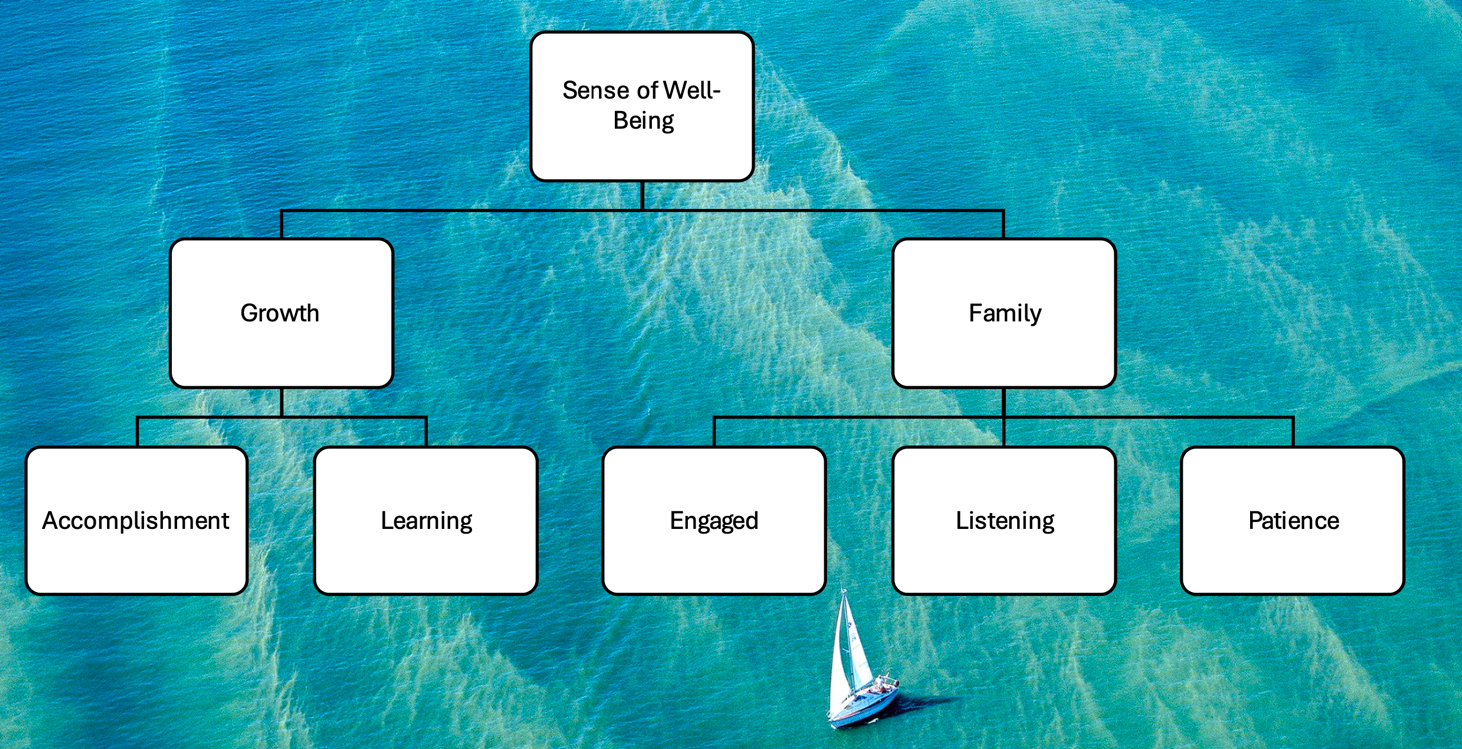 Sense of Well-
Being
Growth
Family
Accomplishment
Learning
Engaged
Listening
Patience